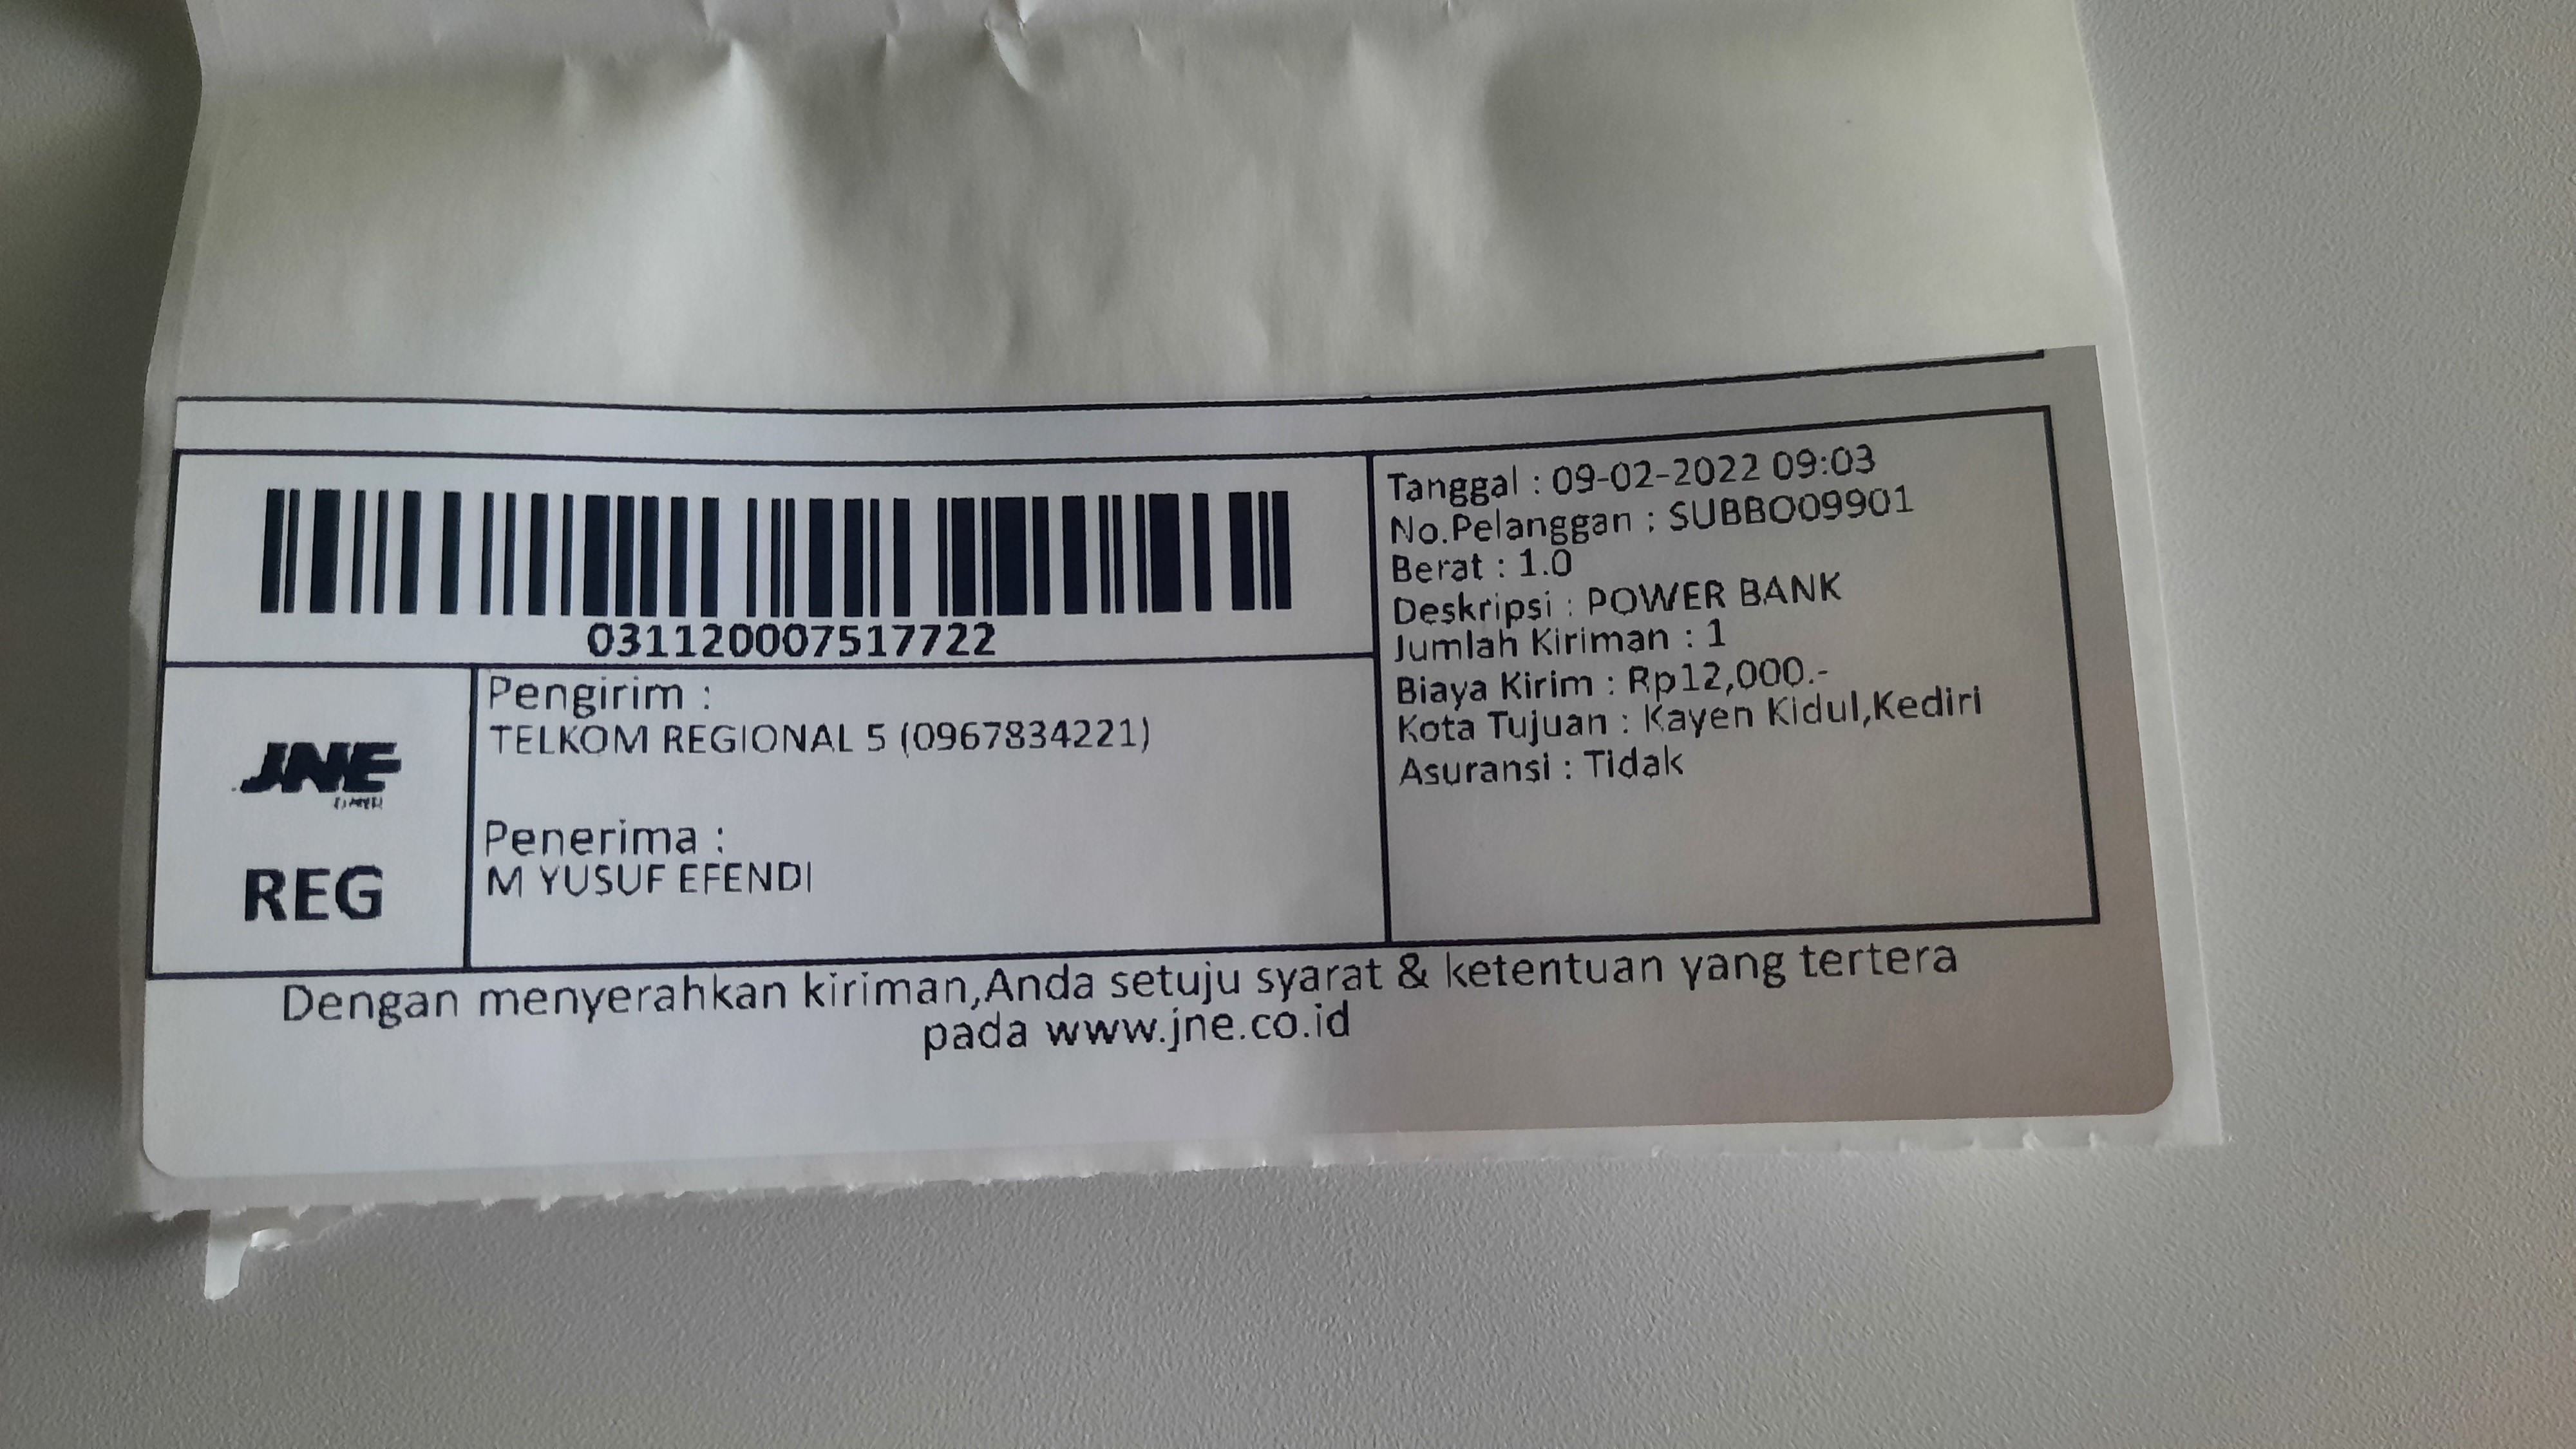 031120007517722
Tanggal : 09-02-2022 09:03
No.Pelanggan : SUBBO09901
Berat : 1.0
Deskripsi : POWER BANK
Jumlah Kiriman : 1
Biaya Kirim : Rp12,000.-
Kota Tujuan : Kayen Kidul,Kediri
Asuransi : Tidak
JNE
REG
Pengirim :
TELKOM REGIONAL 5 (0967834221)
Penerima :
M YUSUF EFENDI
Dengan menyerahkan kiriman,Anda setuju syarat & ketentuan yang tertera
pada www.jne.co.id